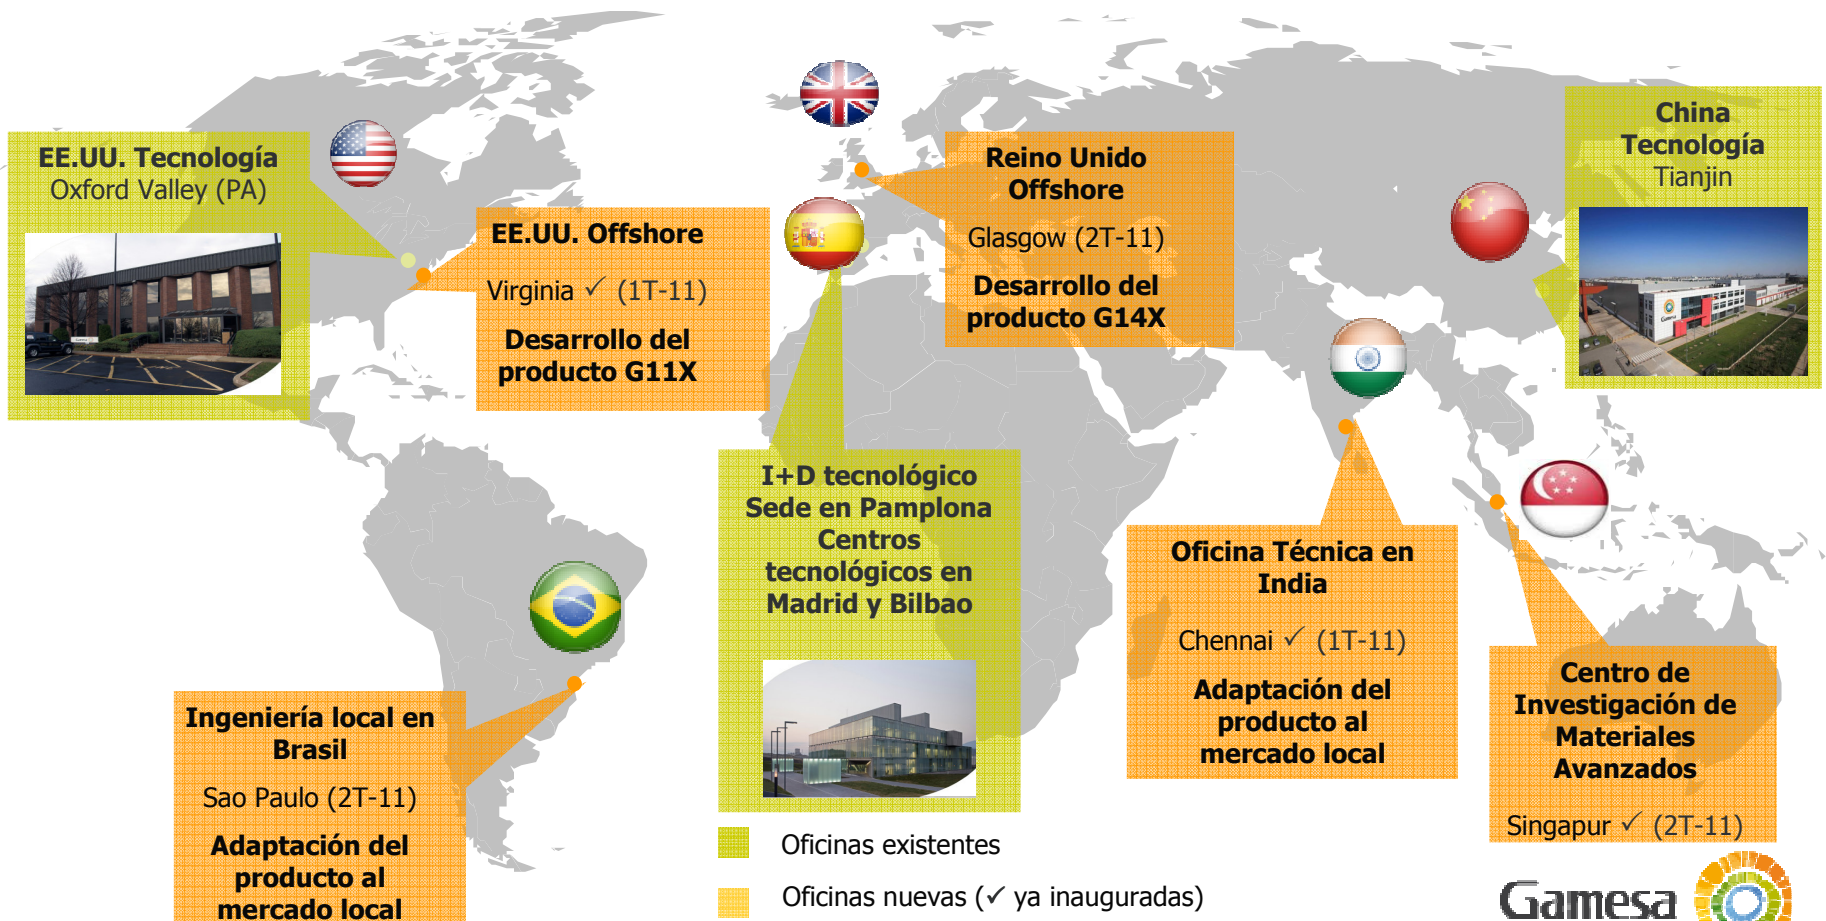 EE.UU. Tecnología
Oxford Valley (PA)
EE.UU. Offshore
Virginia ✓ (1T-11)
Desarrollo del
producto G11X
Reino Unido
Offshore
Glasgow (2T-11)
Desarrollo del
producto G14X
China
Tecnología
Tianjin
Gamesa
I+D tecnológico
Sede en Pamplona
Centros
tecnológicos en
Madrid y Bilbao
Oficina Técnica en
India
Chennai ✓ (1T-11)
Adaptación del
producto al
mercado local
Centro de
Investigación de
Materiales
Avanzados
Singapur ✓ (2T-11)
Ingeniería local en
Brasil
Sao Paulo (2T-11)
Adaptación del
producto al
mercado local
Oficinas existentes
Oficinas nuevas (✓ ya inauguradas)
Gamesa